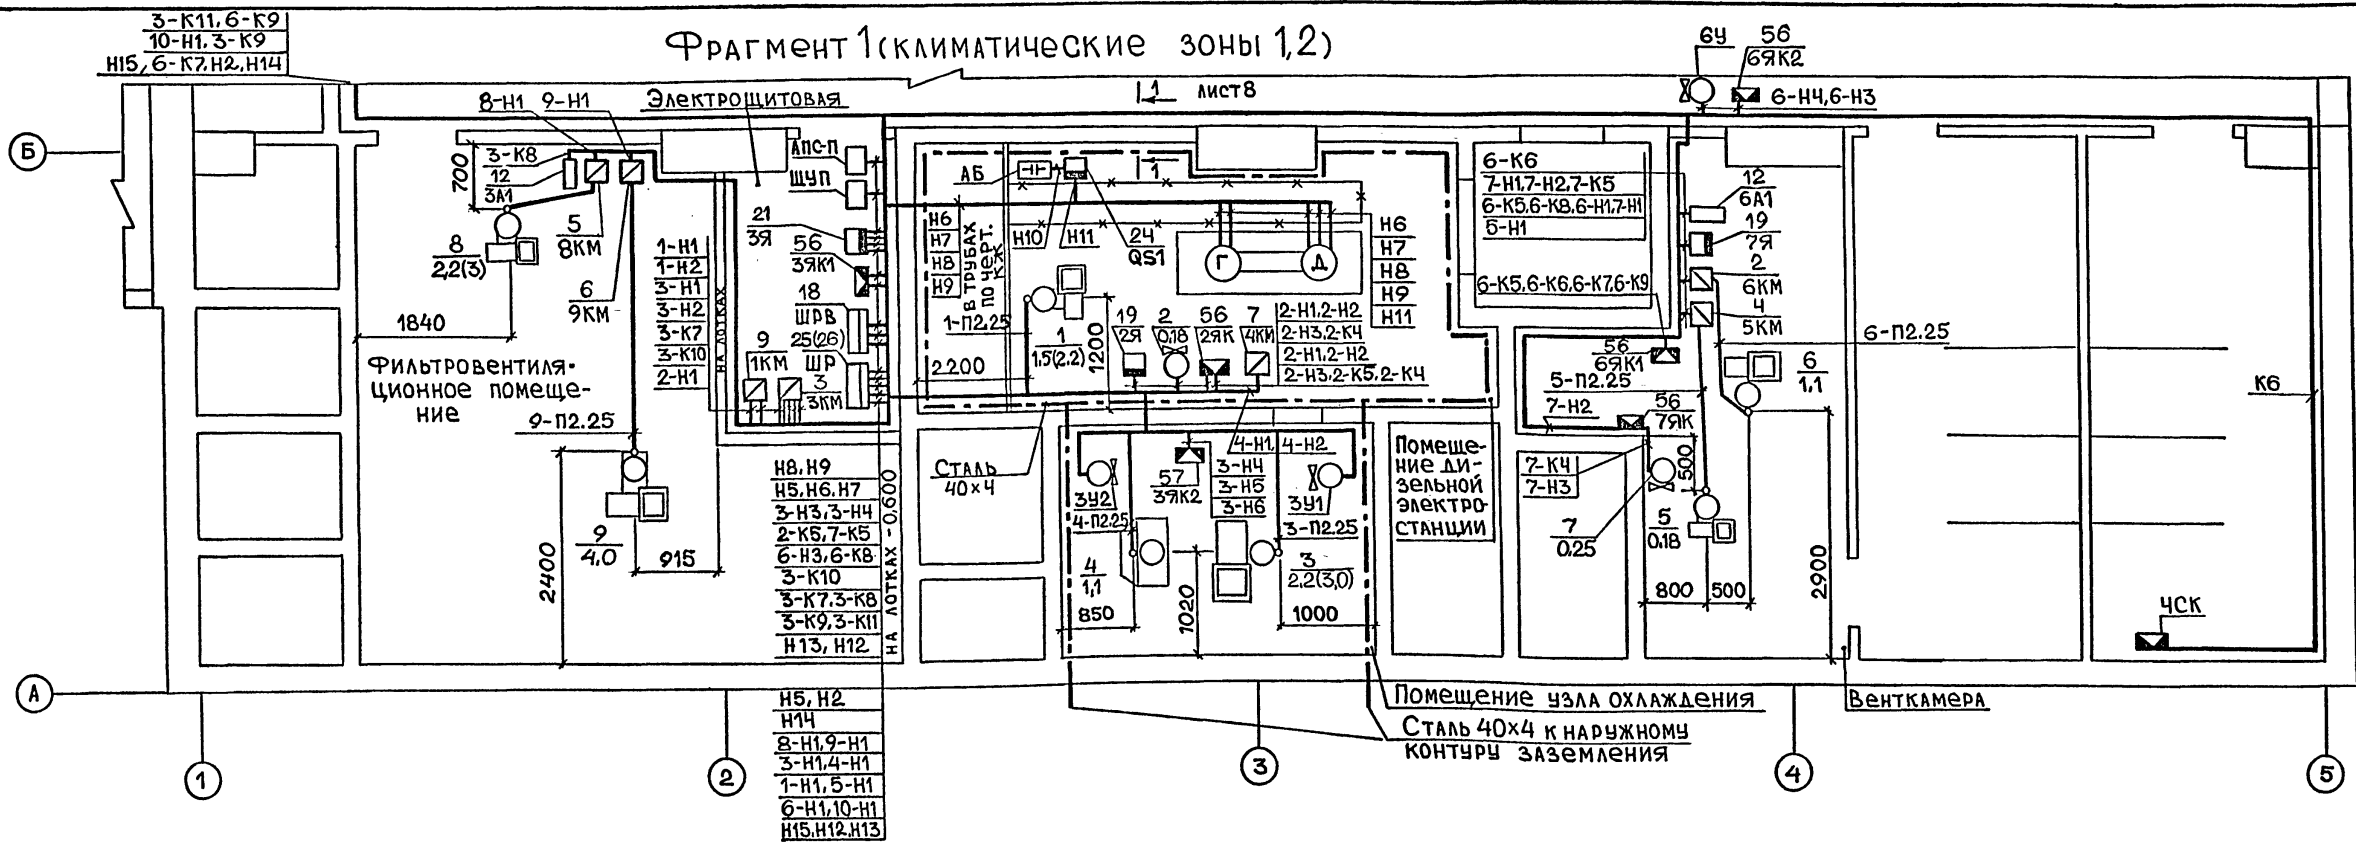 Фрагмент 1 (климатические зоны 1,2)
3-К11, 6-К9
10-Н1, 3-К9
Н15, 6-К7, Н2, Н14
8-Н1
9-Н1
Электрощитовая
1
лист 8
6У
56
6ЯК2
6-Н4, 6-Н3
Б
700
3-К8
12
3А1
5
8КМ
8
2,2(3)
6
9КМ
1840
Фильтровентиля-
ционное помеще-
ние
9-П2.25
2400
9
4,0
915
АПС-П
ЩУП
21
3Я
56
3ЯК1
18
ШРВ
25(26)
ШР
1-Н1
1-Н2
3-Н1
3-Н2
3-К7
3-К10
2-Н1
на лотках
9
1КМ
3
3КМ
Н8, Н9
Н5, Н6, Н7
3-Н3, 3-Н4
2-К5, 7-К5
6-Н3, 6-К8
3-К10
3-К7, 3-К8
3-К9, 3-К11
Н13, Н12
на лотках -0,600
Н5, Н2
Н14
8-Н1, 9-Н1
3-Н1, 4-Н1
1-Н1, 5-Н1
6-Н1, 10-Н1
Н15, Н12, Н13
АБ
1
Н6
Н7
Н8
Н9
в трубах
по черт.
КЖ
Н10
Н11
24
QS1
Г
Д
Н6
Н7
Н8
Н9
Н11
1-П2.25
1
1,5(2,2)
1200
2200
19
2Я
2
0,18
56
2ЯК
7
4КМ
2-Н1, 2-Н2
2-Н3, 2-К4
2-Н1, 2-Н2
2-Н3, 2-К5, 2-К4
Сталь
40×4
4-Н1, 4-Н2
3У2
4-П2.25
57
3ЯК2
3-Н4
3-Н5
3-Н6
3У1
3-П2.25
4
1,1
850
1020
3
2,2(3,0)
1000
Помеще-
ние ди-
зельной
электро-
станции
6-К6
7-Н1, 7-Н2, 7-К5
6-К5, 6-К8, 6-Н1, 7-Н1
5-Н1
6-К5, 6-К6, 6-К7, 6-К9
12
6А1
19
7Я
2
6КМ
4
5КМ
6-П2.25
56
6ЯК1
5-П2.25
6
1,1
7-Н2
56
7ЯК
7-К4
7-Н3
500
7
0,25
5
0,18
800
500
2900
К6
ЧСК
А
Помещение узла охлаждения
Венткамера
Сталь 40×4 к наружному
контуру заземления
1
2
3
4
5